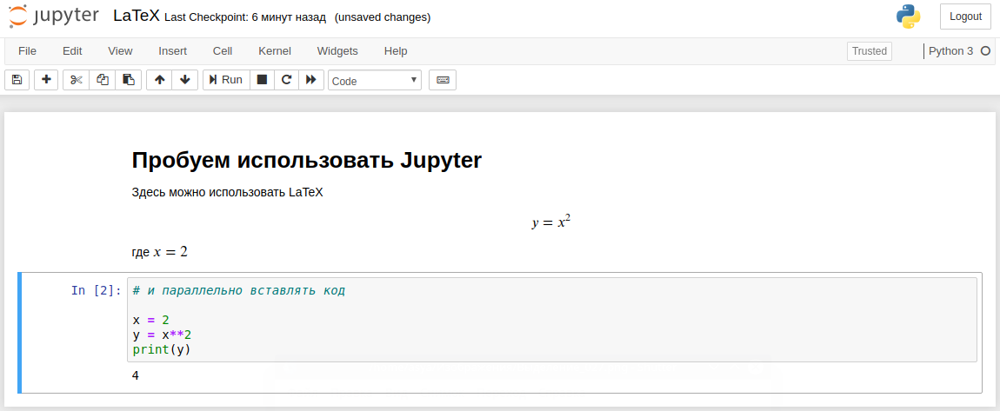 jupyter LaTeX Last Checkpoint: 6 минут назад (unsaved changes) Logout
File Edit View Insert Cell Kernel Widgets Help Trusted Python 3
Run Code
Пробуем использовать Jupyter
Здесь можно использовать LaTeX
y = x²
где x = 2
In [2]: # и параллельно вставлять код
x = 2
y = x**2
print(y)
4